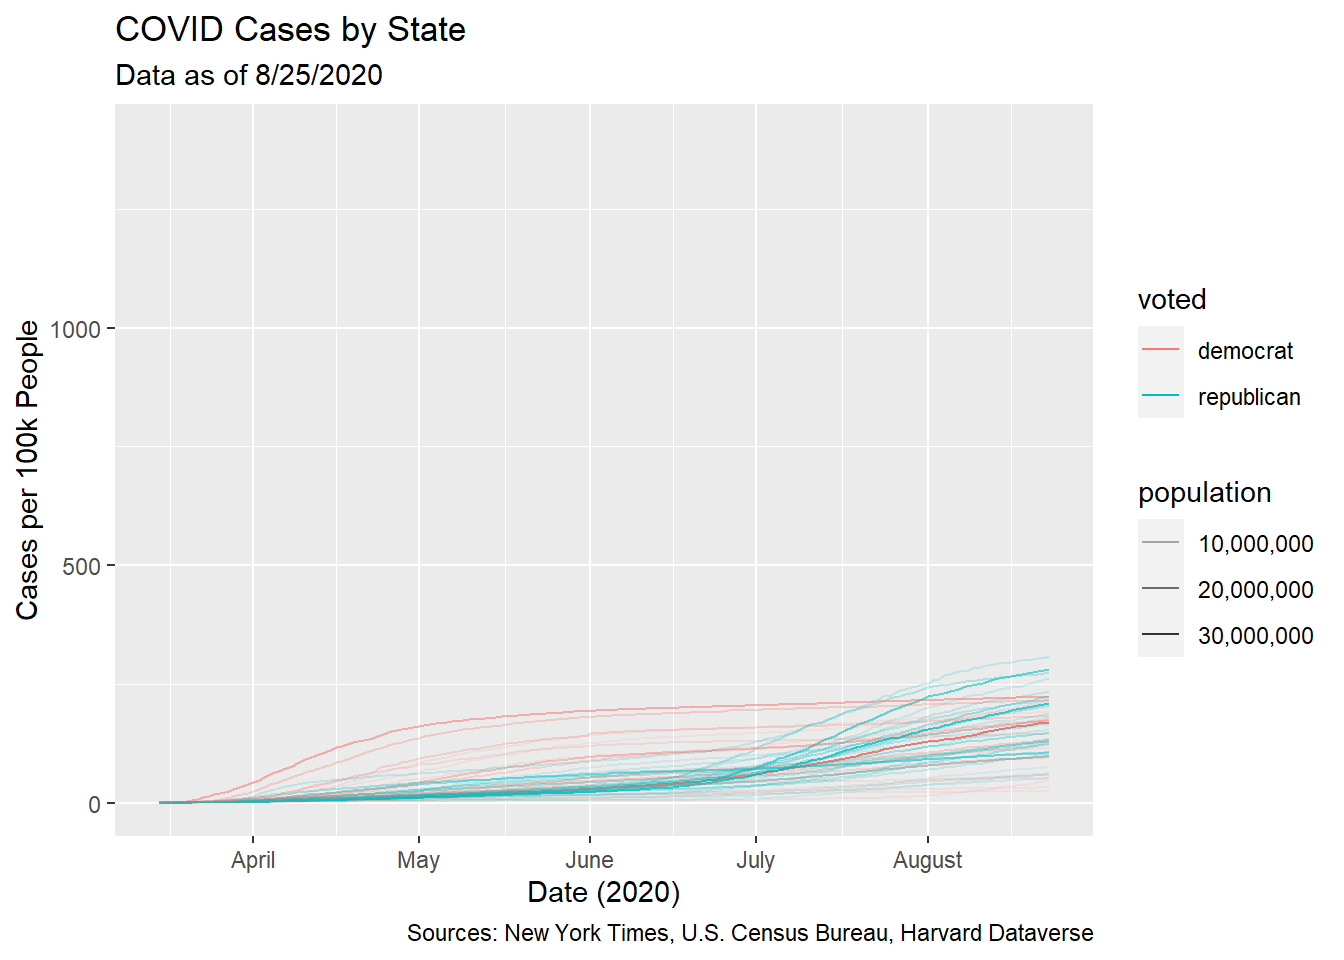 COVID Cases by State
Data as of 8/25/2020
Cases per 100k People
1000
500
0
April
May
June
July
August
Date (2020)
voted
democrat
republican
population
10,000,000
20,000,000
30,000,000
Sources: New York Times, U.S. Census Bureau, Harvard Dataverse